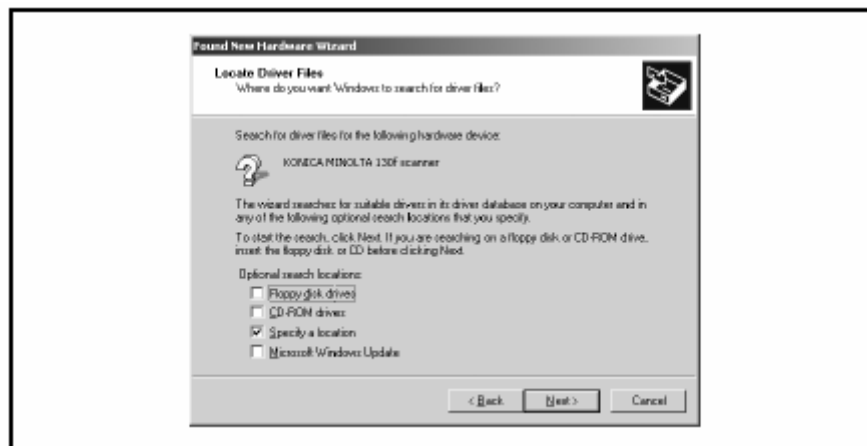 Found New Hardware Wizard
Locate Driver Files
Where do you want Windows to search for driver files?
Search for driver files for the following hardware device:
KONICA MINOLTA 130f scanner
The wizard searches for suitable drivers in its driver database on your computer and in
any of the following optional search locations that you specify.
To start the search, click Next. If you are searching on a floppy disk or CD-ROM drive,
insert the floppy disk or CD before clicking Next.
Optional search locations:
Floppy disk drives
CD-ROM drives
Specify a location
Microsoft Windows Update
< Back
Next >
Cancel